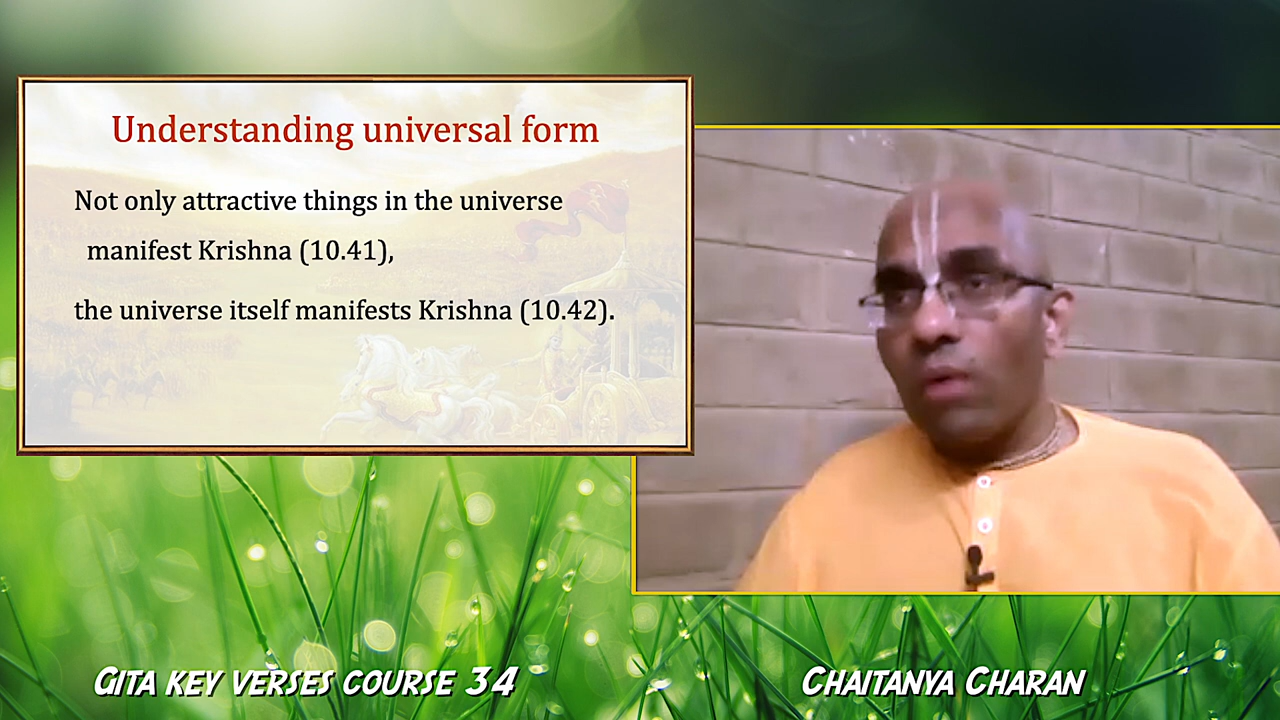 Understanding universal form
Not only attractive things in the universe
manifest Krishna (10.41),
the universe itself manifests Krishna (10.42).
GITA KEY VERSES COURSE 34
CHAITANYA CHARAN